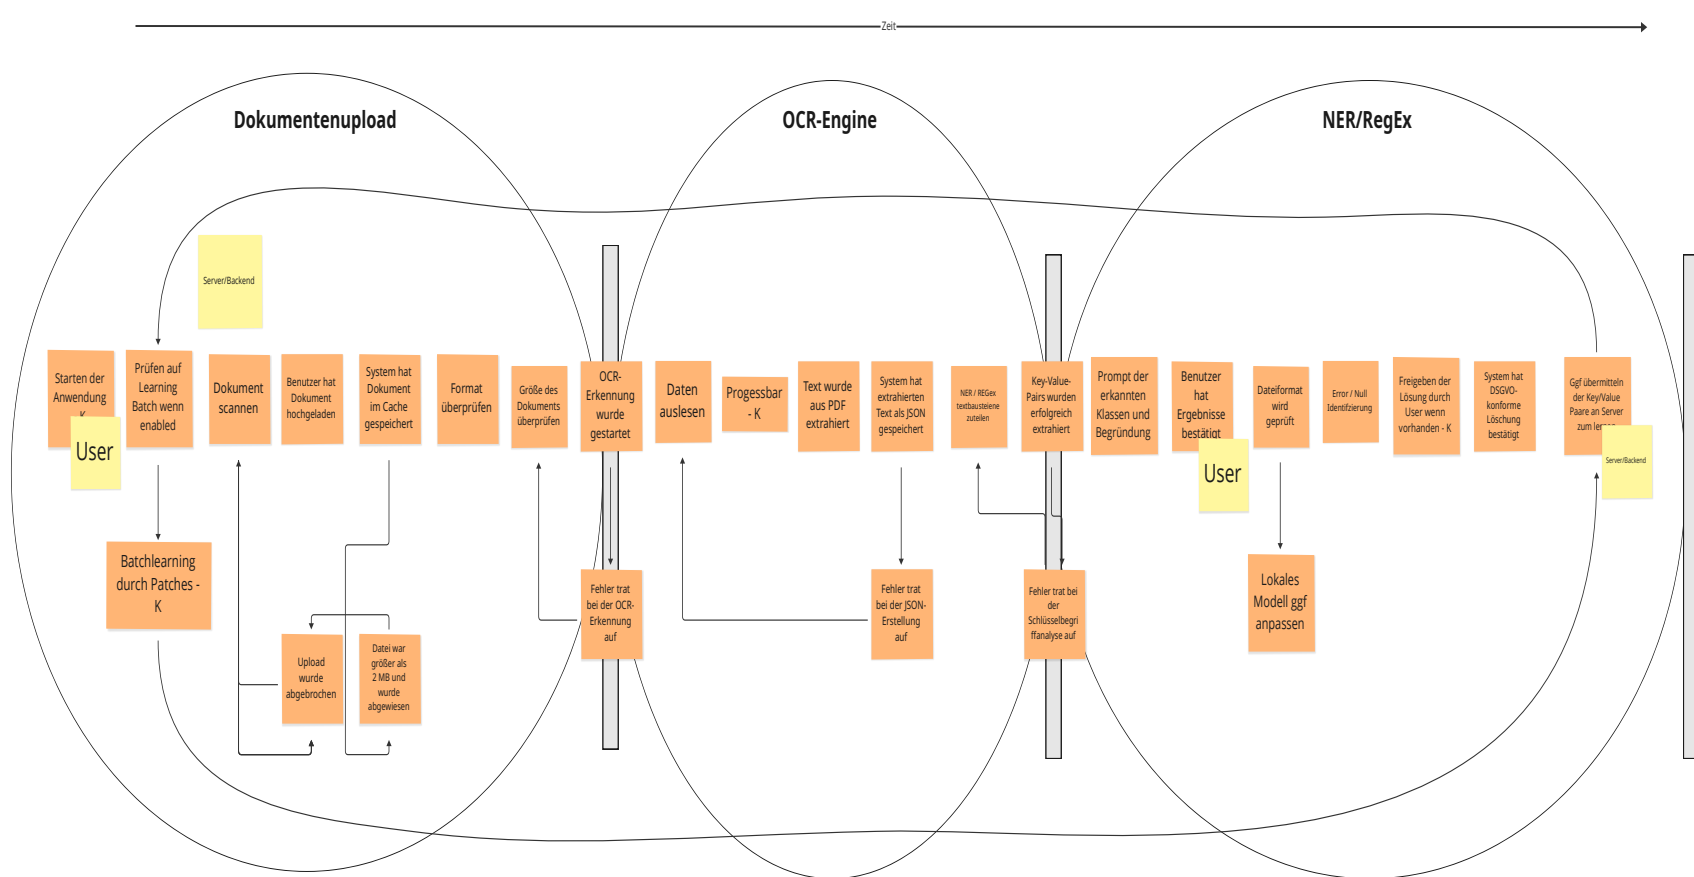 Zeit
Dokumentenupload
OCR-Engine
NER/RegEx
Server/Backend
Starten der
Anwendung
K
User
Prüfen auf
Learning
Batch wenn
enabled
Dokument
scannen
Benutzer hat
Dokument
hochgeladen
System hat
Dokument
im Cache
gespeichert
Format
überprüfen
Größe des
Dokuments
überprüfen
OCR-
Erkennung
wurde
gestartet
Daten
auslesen
Progessbar
- K
Text wurde
aus PDF
extrahiert
System hat
extrahierten
Text als JSON
gespeichert
NER / REGex
textbausteiene
zuteilen
Key-Value-
Pairs wurden
erfolgreich
extrahiert
Prompt der
erkannten
Klassen und
Begründung
Benutzer
hat
Ergebnisse
bestätigt
User
Dateiformat
wird
geprüft
Error / Null
Identifzierung
Freigeben der
Lösung durch
User wenn
vorhanden - K
System hat
DSGVO-
konforme
Löschung
bestätigt
Ggf übermitteln
der Key/Value
Paare an Server
zum lernen
Server/Backend
Batchlearning
durch Patches -
K
Upload
wurde
abgebrochen
Datei war
größer als
2 MB und
wurde
abgewiesen
Fehler trat
bei der OCR-
Erkennung
auf
Fehler trat
bei der JSON-
Erstellung
auf
Fehler trat bei
der
Schlüsselbegri
ffanalyse auf
Lokales
Modell ggf
anpassen